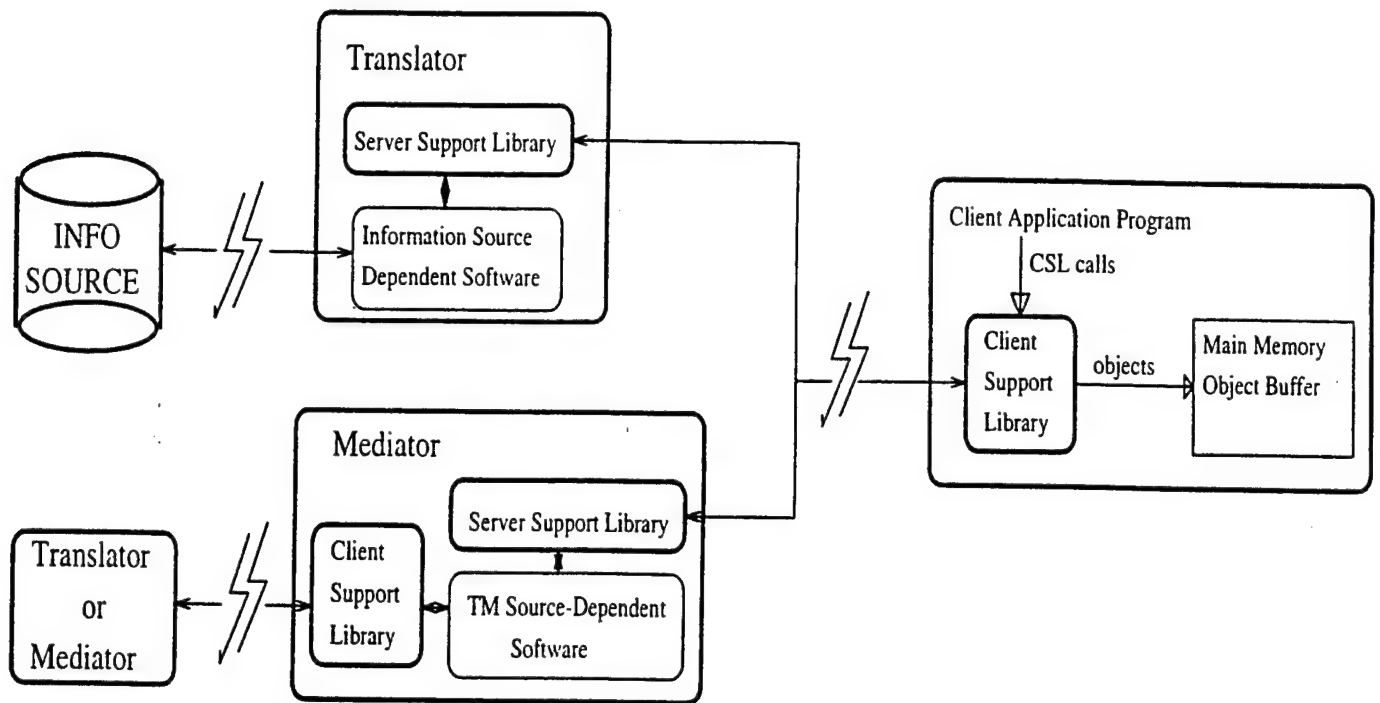 Translator
Server Support Library
Information Source
Dependent Software
INFO
SOURCE
Client Application Program
CSL calls
Client
Support
Library
objects
Main Memory
Object Buffer
Mediator
Server Support Library
Client
Support
Library
TM Source-Dependent
Software
Translator
or
Mediator